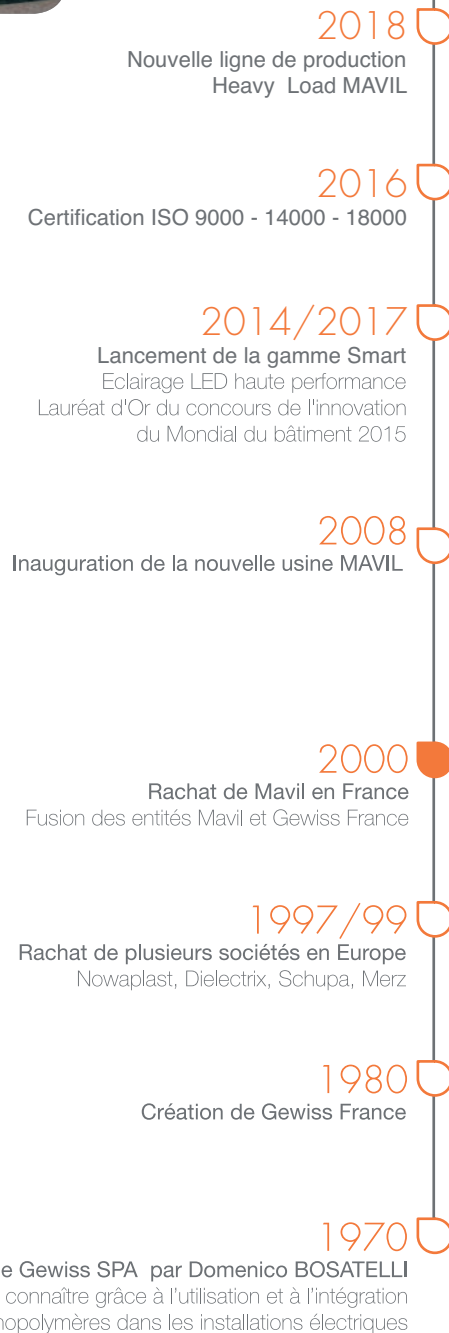 2018
Nouvelle ligne de production
Heavy Load MAVIL
2016
Certification ISO 9000 - 14000 - 18000
2014/2017
Lancement de la gamme Smart
Eclairage LED haute performance
Lauréat d'Or du concours de l'innovation
du Mondial du bâtiment 2015
2008
Inauguration de la nouvelle usine MAVIL
2000
Rachat de Mavil en France
Fusion des entités Mavil et Gewiss France
1997/99
Rachat de plusieurs sociétés en Europe
Nowaplast, Dielectrix, Schupa, Merz
1980
Création de Gewiss France
1970
e Gewiss SPA par Domenico BOSATELLI
connaître grâce à l'utilisation et à l'intégration
nopolymères dans les installations électriques